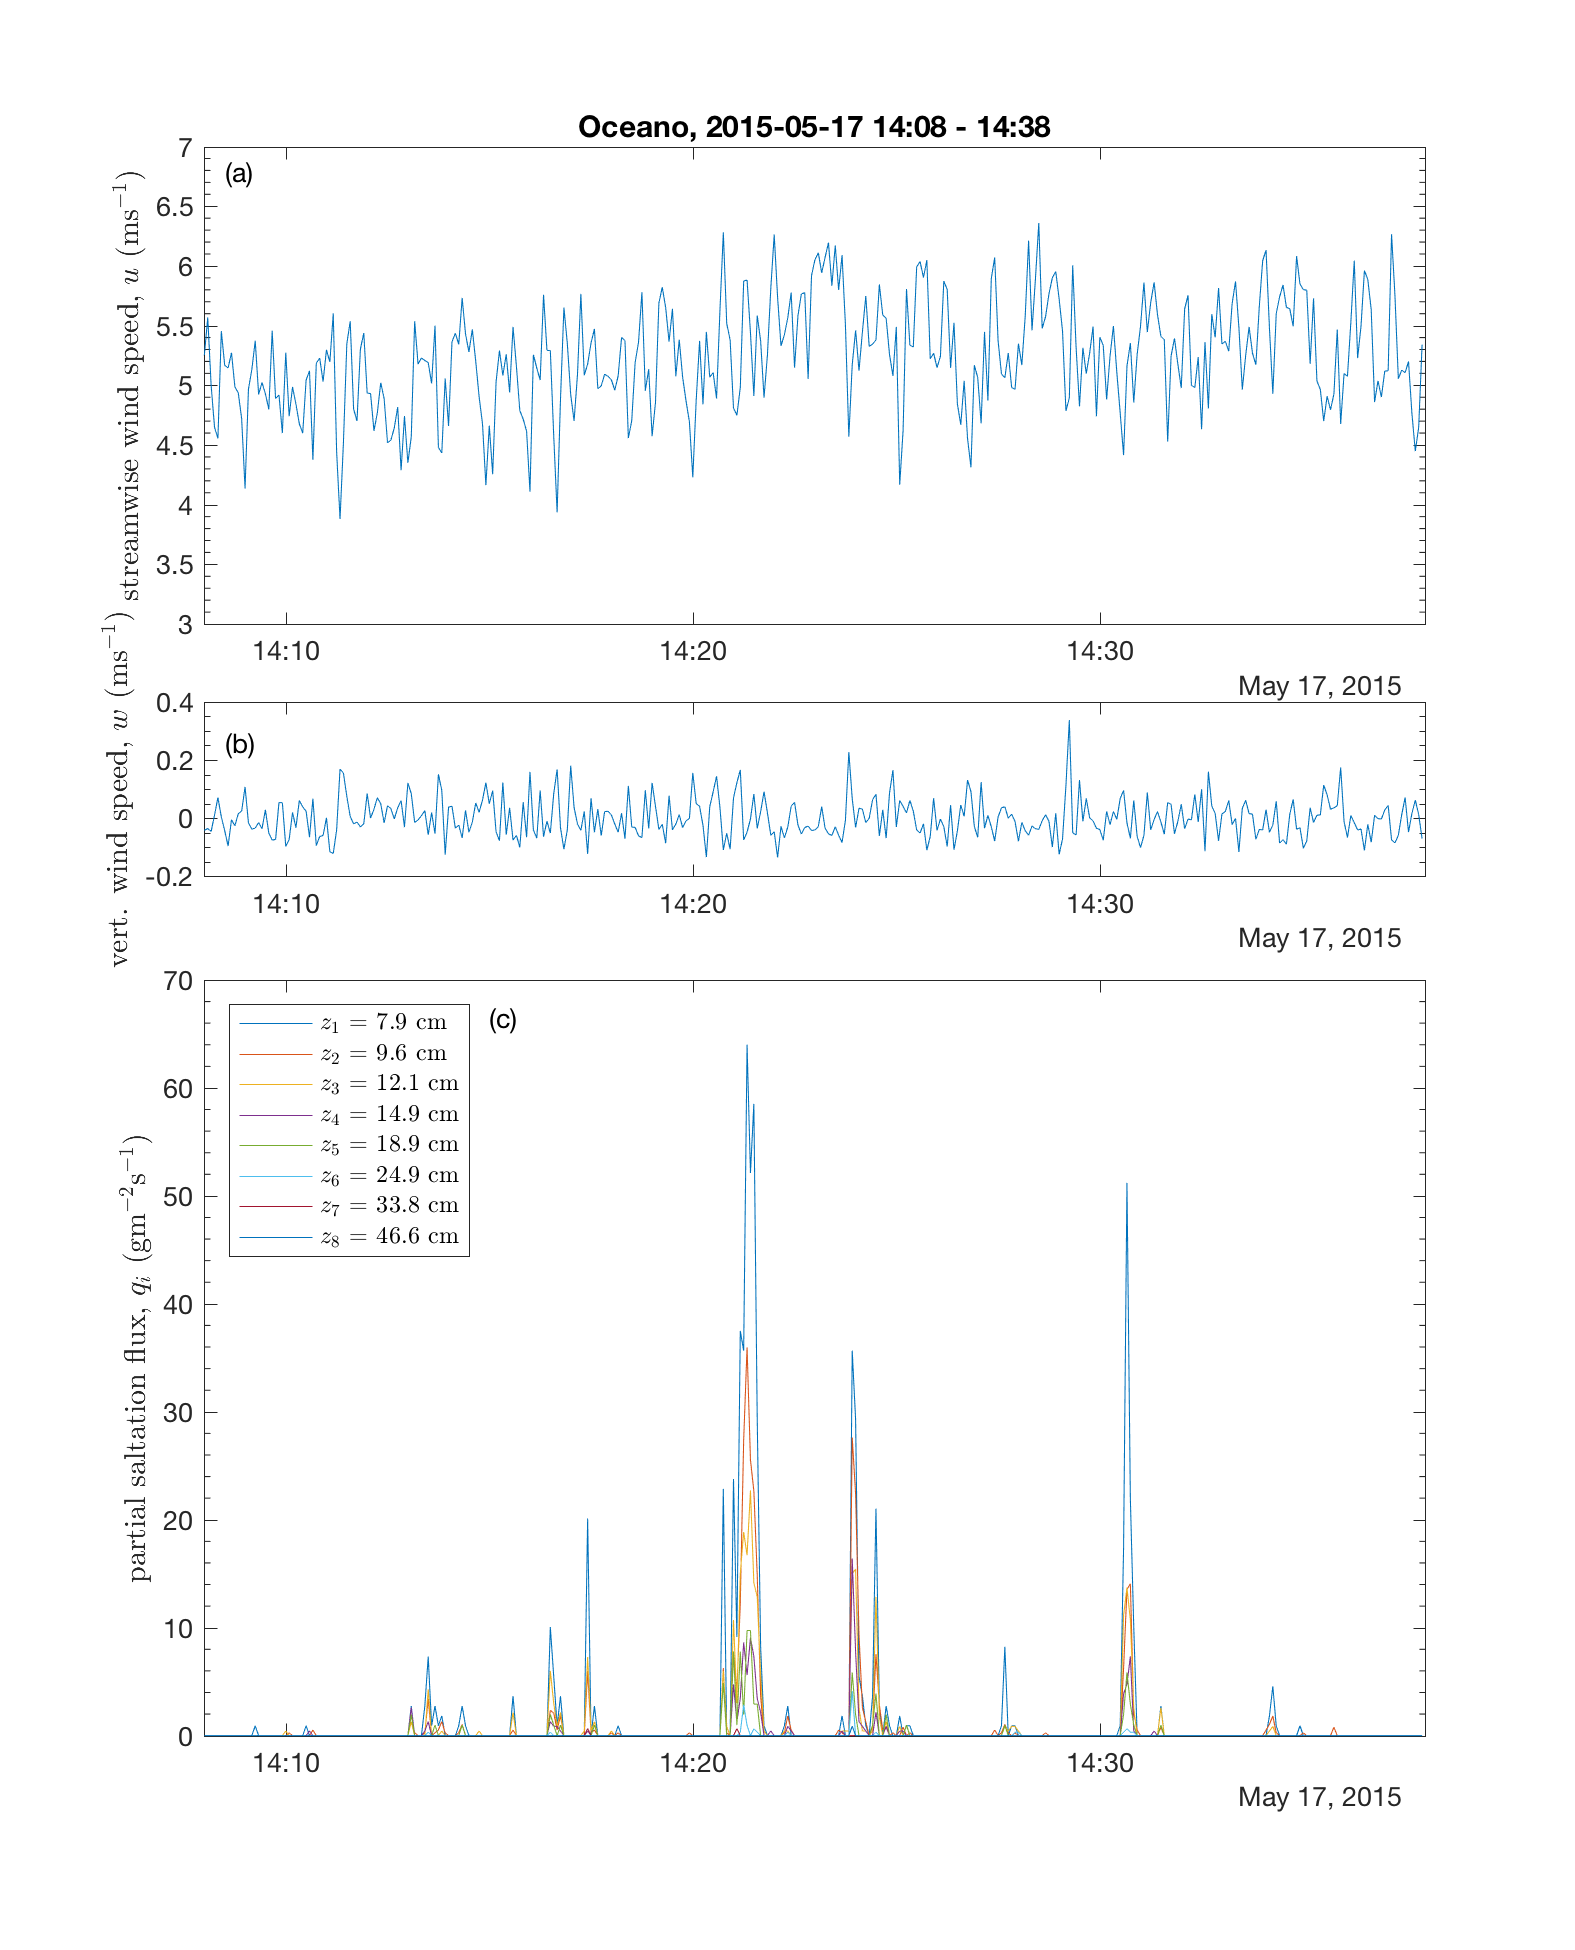 Oceano, 2015-05-17 14:08 - 14:38
(a)
streamwise wind speed, u (ms⁻¹)
7
6.5
6
5.5
5
4.5
4
3.5
3
14:10 14:20 14:30
May 17, 2015
(b)
vert. wind speed, w (ms⁻¹)
0.4
0.2
0
-0.2
14:10 14:20 14:30
May 17, 2015
(c)
partial saltation flux, qᵢ (gm⁻²s⁻¹)
70
60
50
40
30
20
10
0
z₁ = 7.9 cm
z₂ = 9.6 cm
z₃ = 12.1 cm
z₄ = 14.9 cm
z₅ = 18.9 cm
z₆ = 24.9 cm
z₇ = 33.8 cm
z₈ = 46.6 cm
14:10 14:20 14:30
May 17, 2015